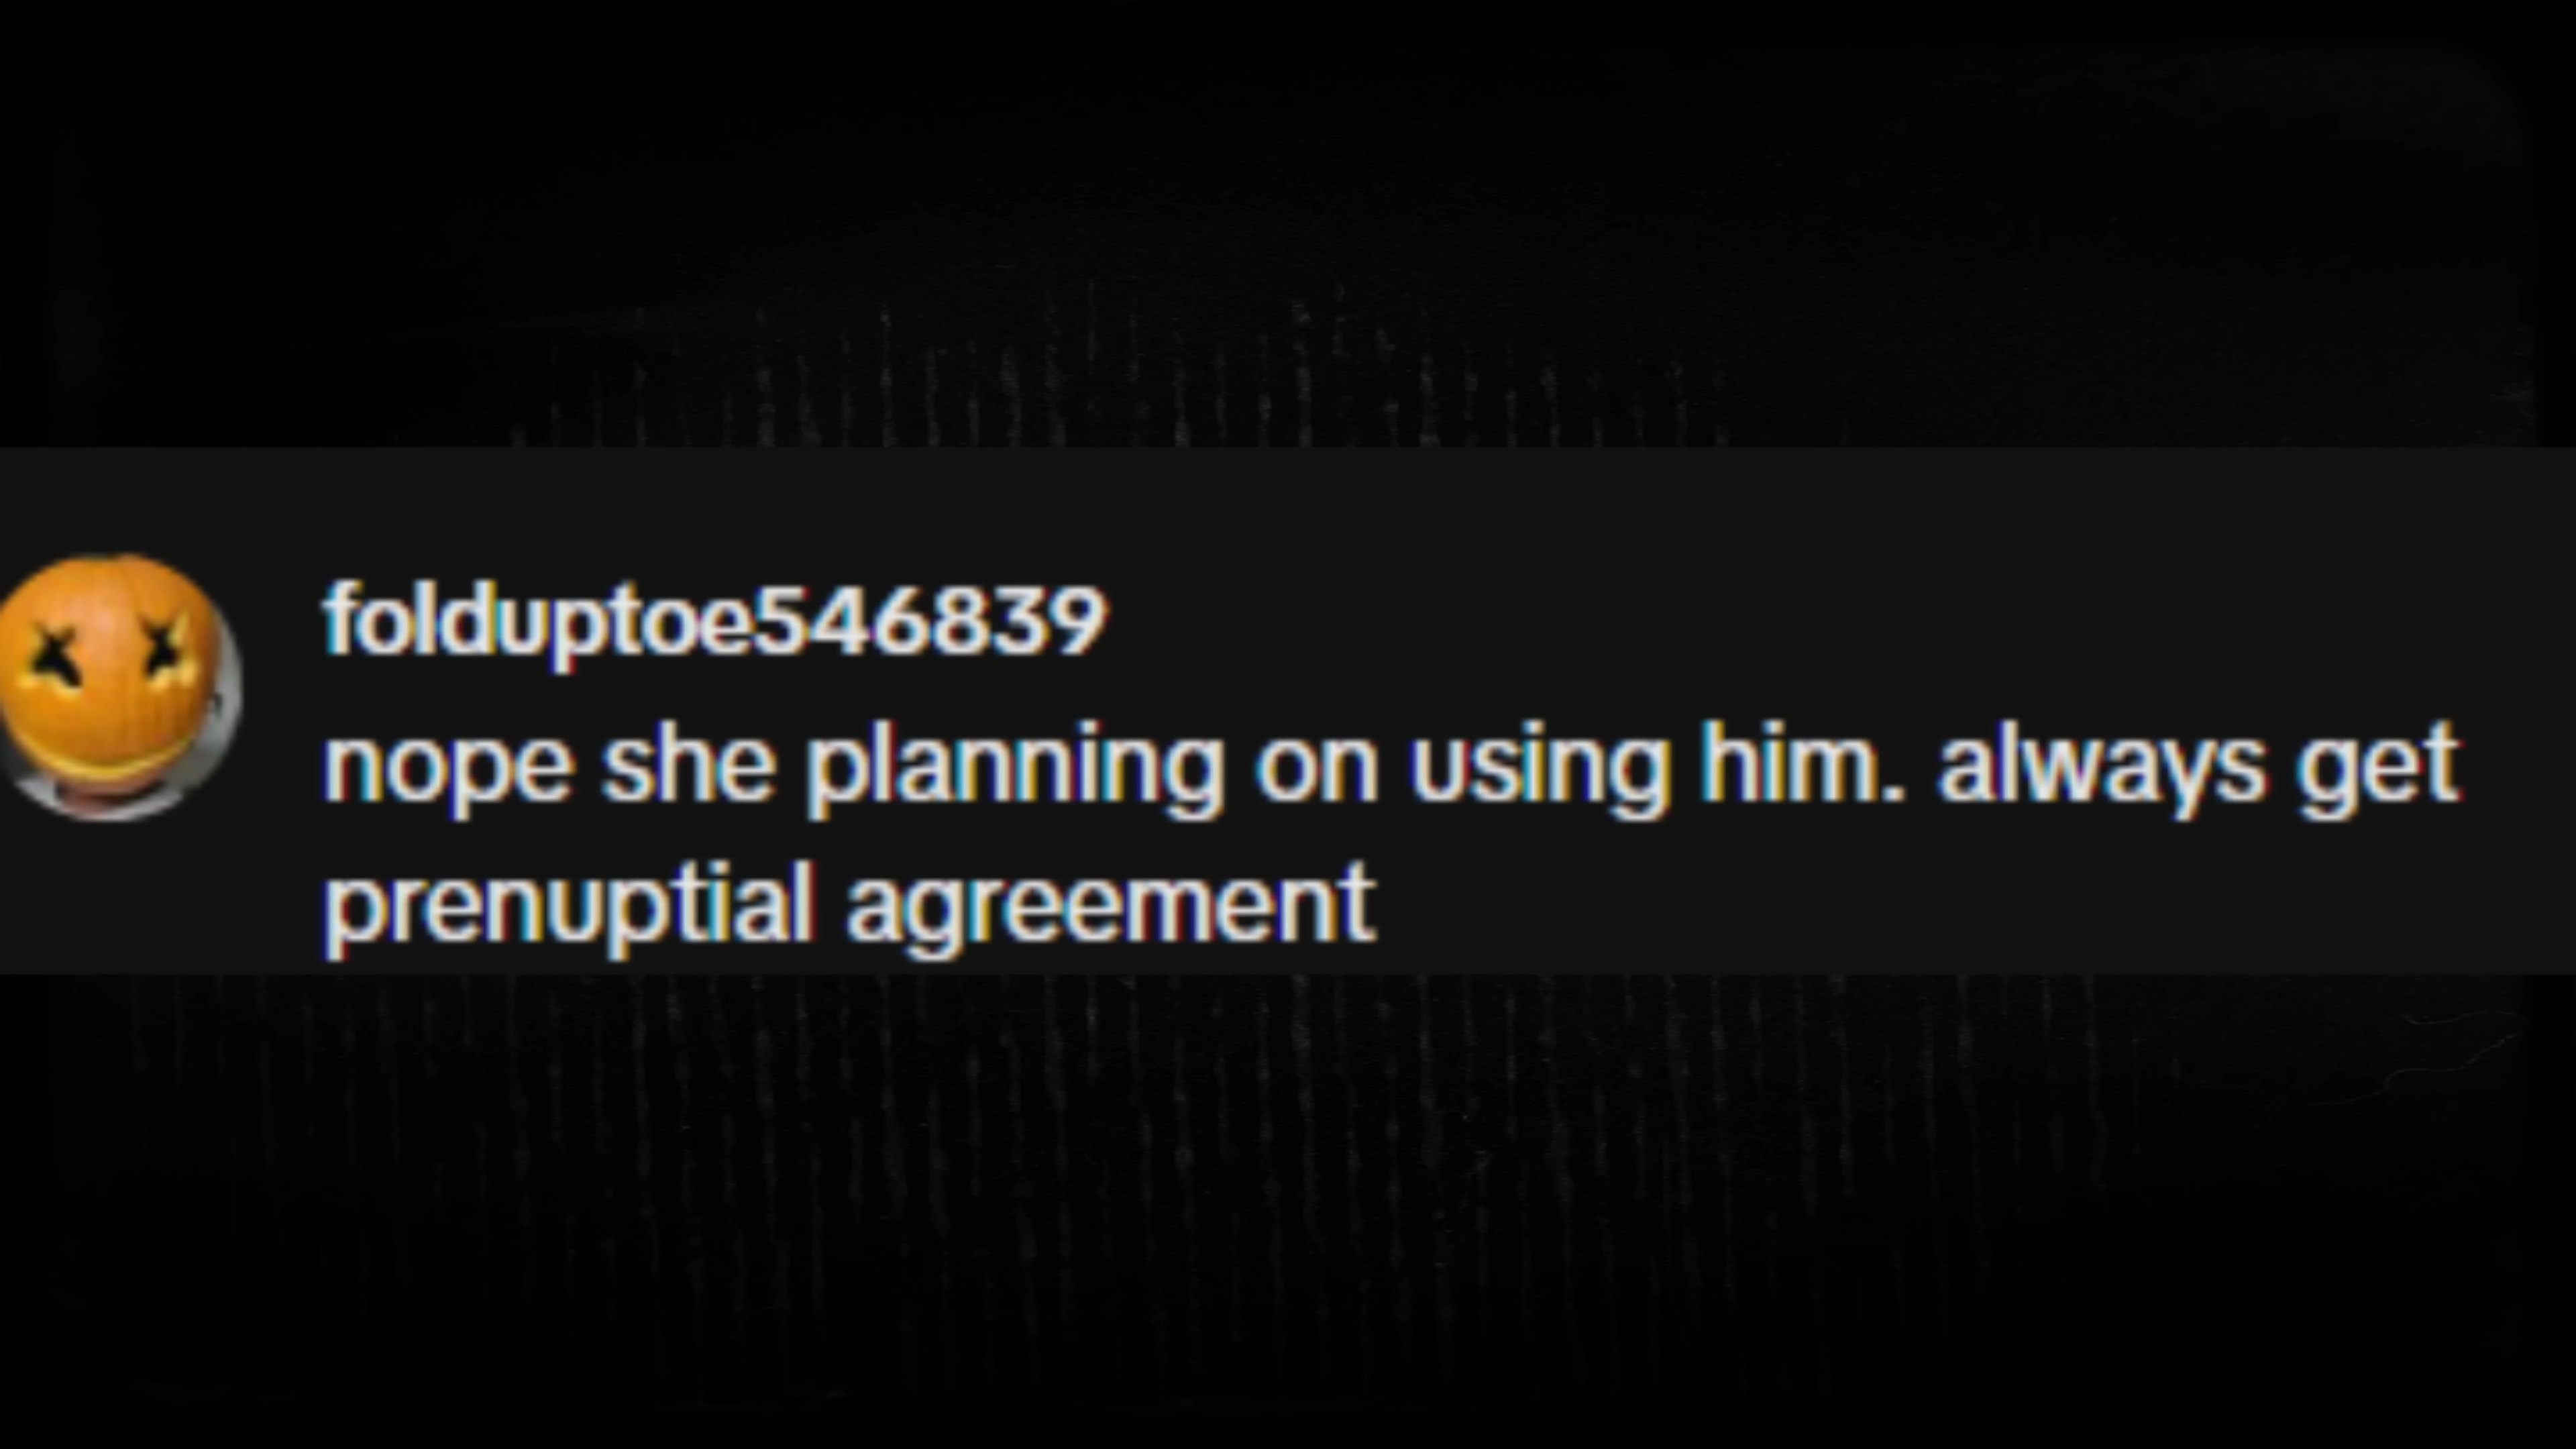 folduptoe546839
nope she planning on using him. always get
prenuptial agreement